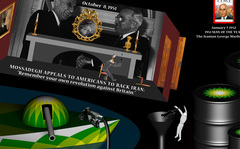 October 8, 1951
MOSSADEGH APPEALS TO AMERICANS TO BACK IRAN:
Remember your own revolution against Britain.
January 7 1952
1951 MAN OF THE YEAR
The Iranian George Washi